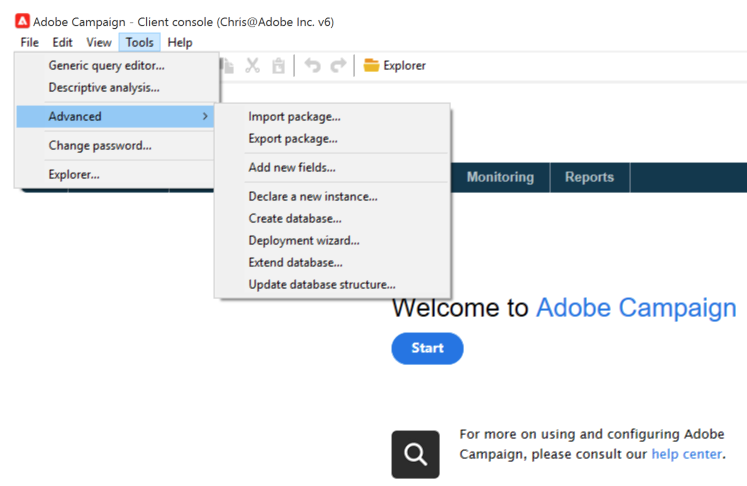 Adobe Campaign - Client console (Chris@Adobe Inc. v6)
File Edit View Tools Help
Explorer
Generic query editor...
Descriptive analysis...
Advanced
Change password...
Explorer...
Import package...
Export package...
Add new fields...
Declare a new instance...
Create database...
Deployment wizard...
Extend database...
Update database structure...
Monitoring Reports
Welcome to Adobe Campaign
Start
For more on using and configuring Adobe
Campaign, please consult our help center.